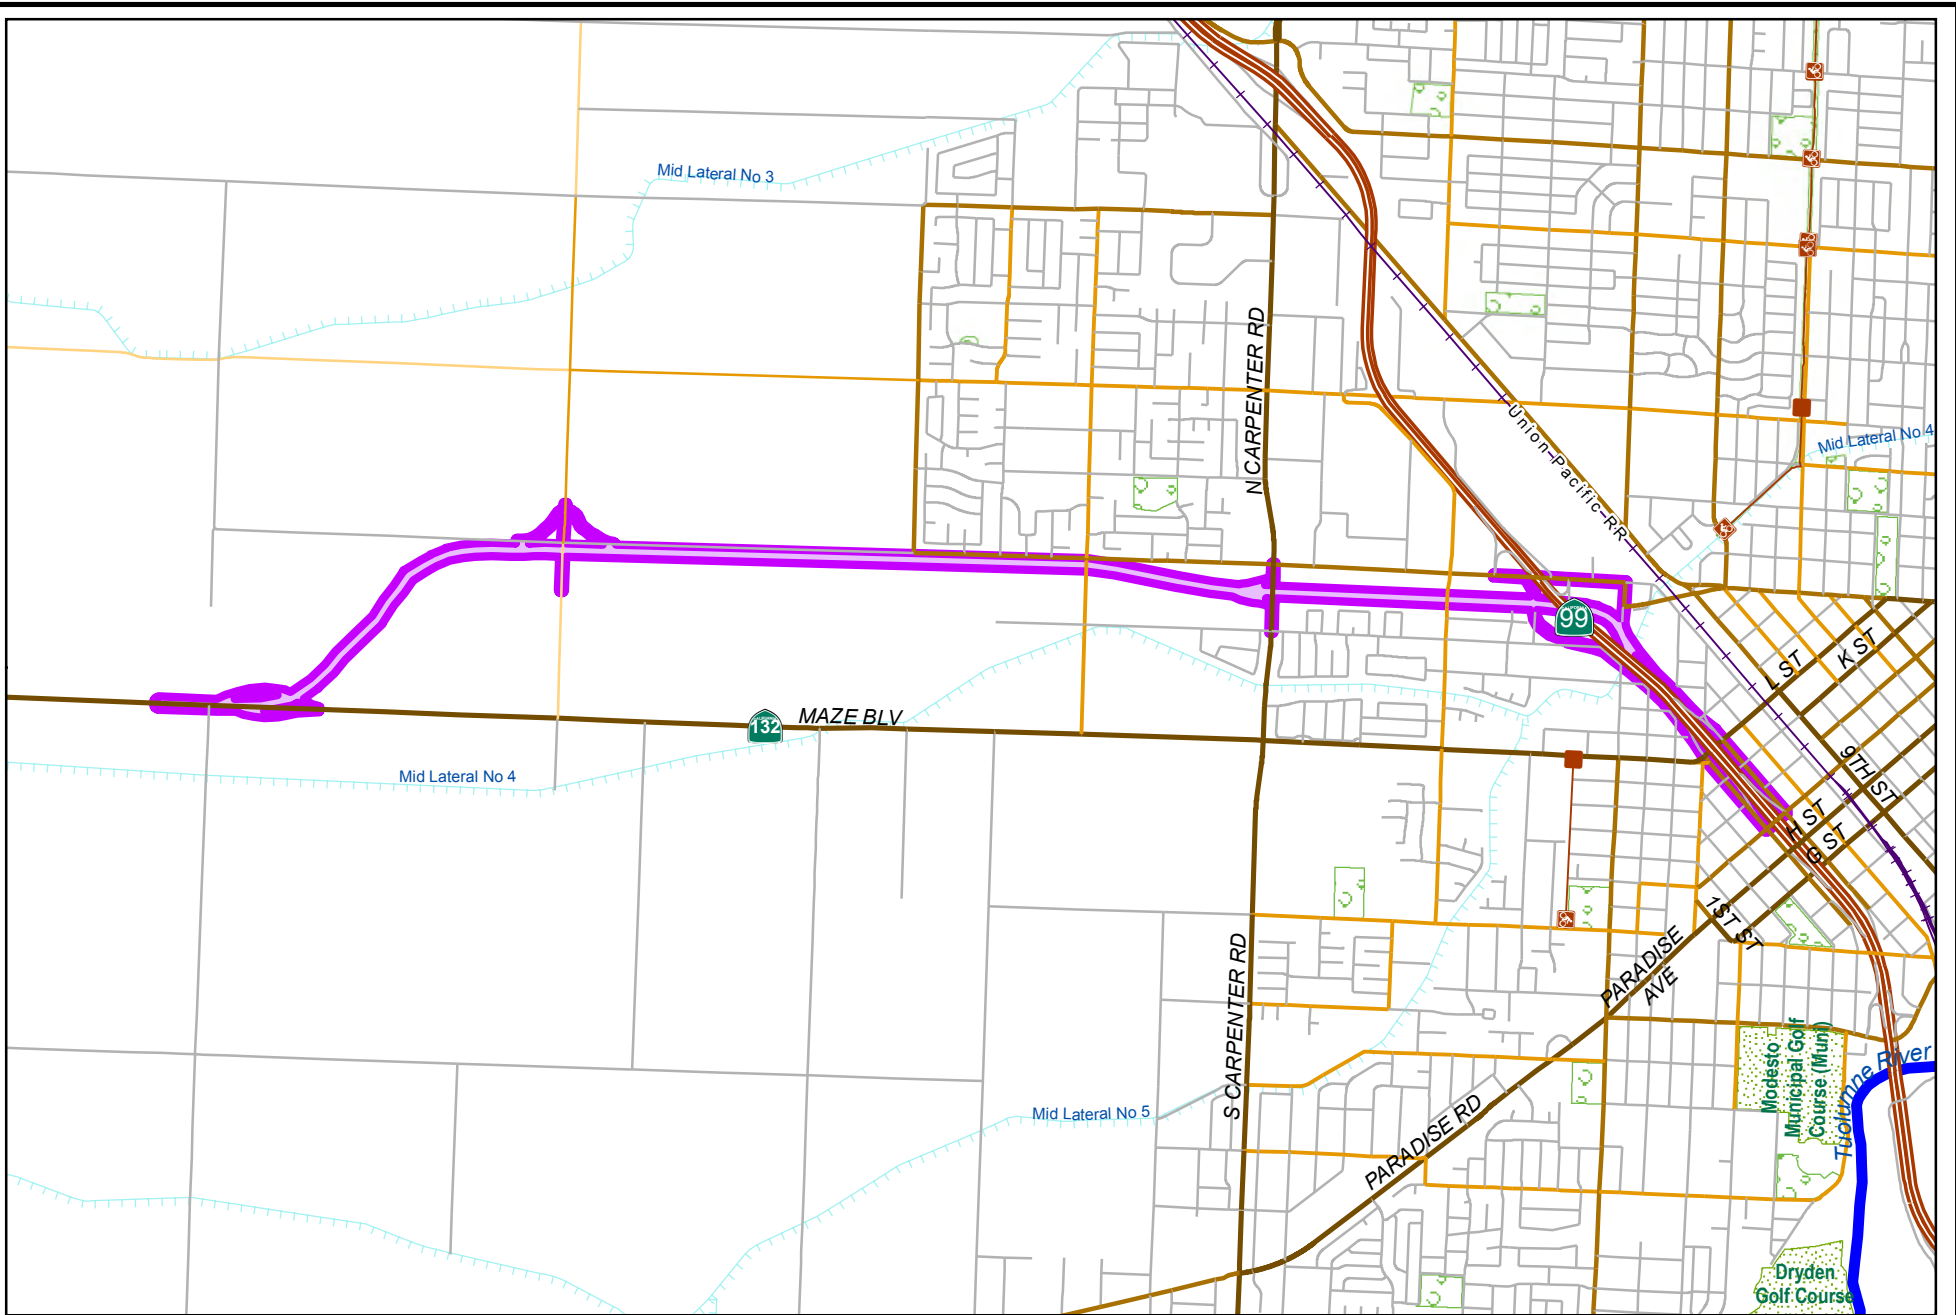 Mid Lateral No 3
N CARPENTER RD
Union Pacific RR
Mid Lateral No 4
99
L ST
K ST
132
MAZE BLV
9TH ST
Mid Lateral No 4
H ST
G ST
1ST ST
PARADISE
AVE
S CARPENTER RD
Modesto
Municipal Golf
Course (Muni)
Tuolumne River
Mid Lateral No 5
PARADISE RD
Dryden
Golf Course